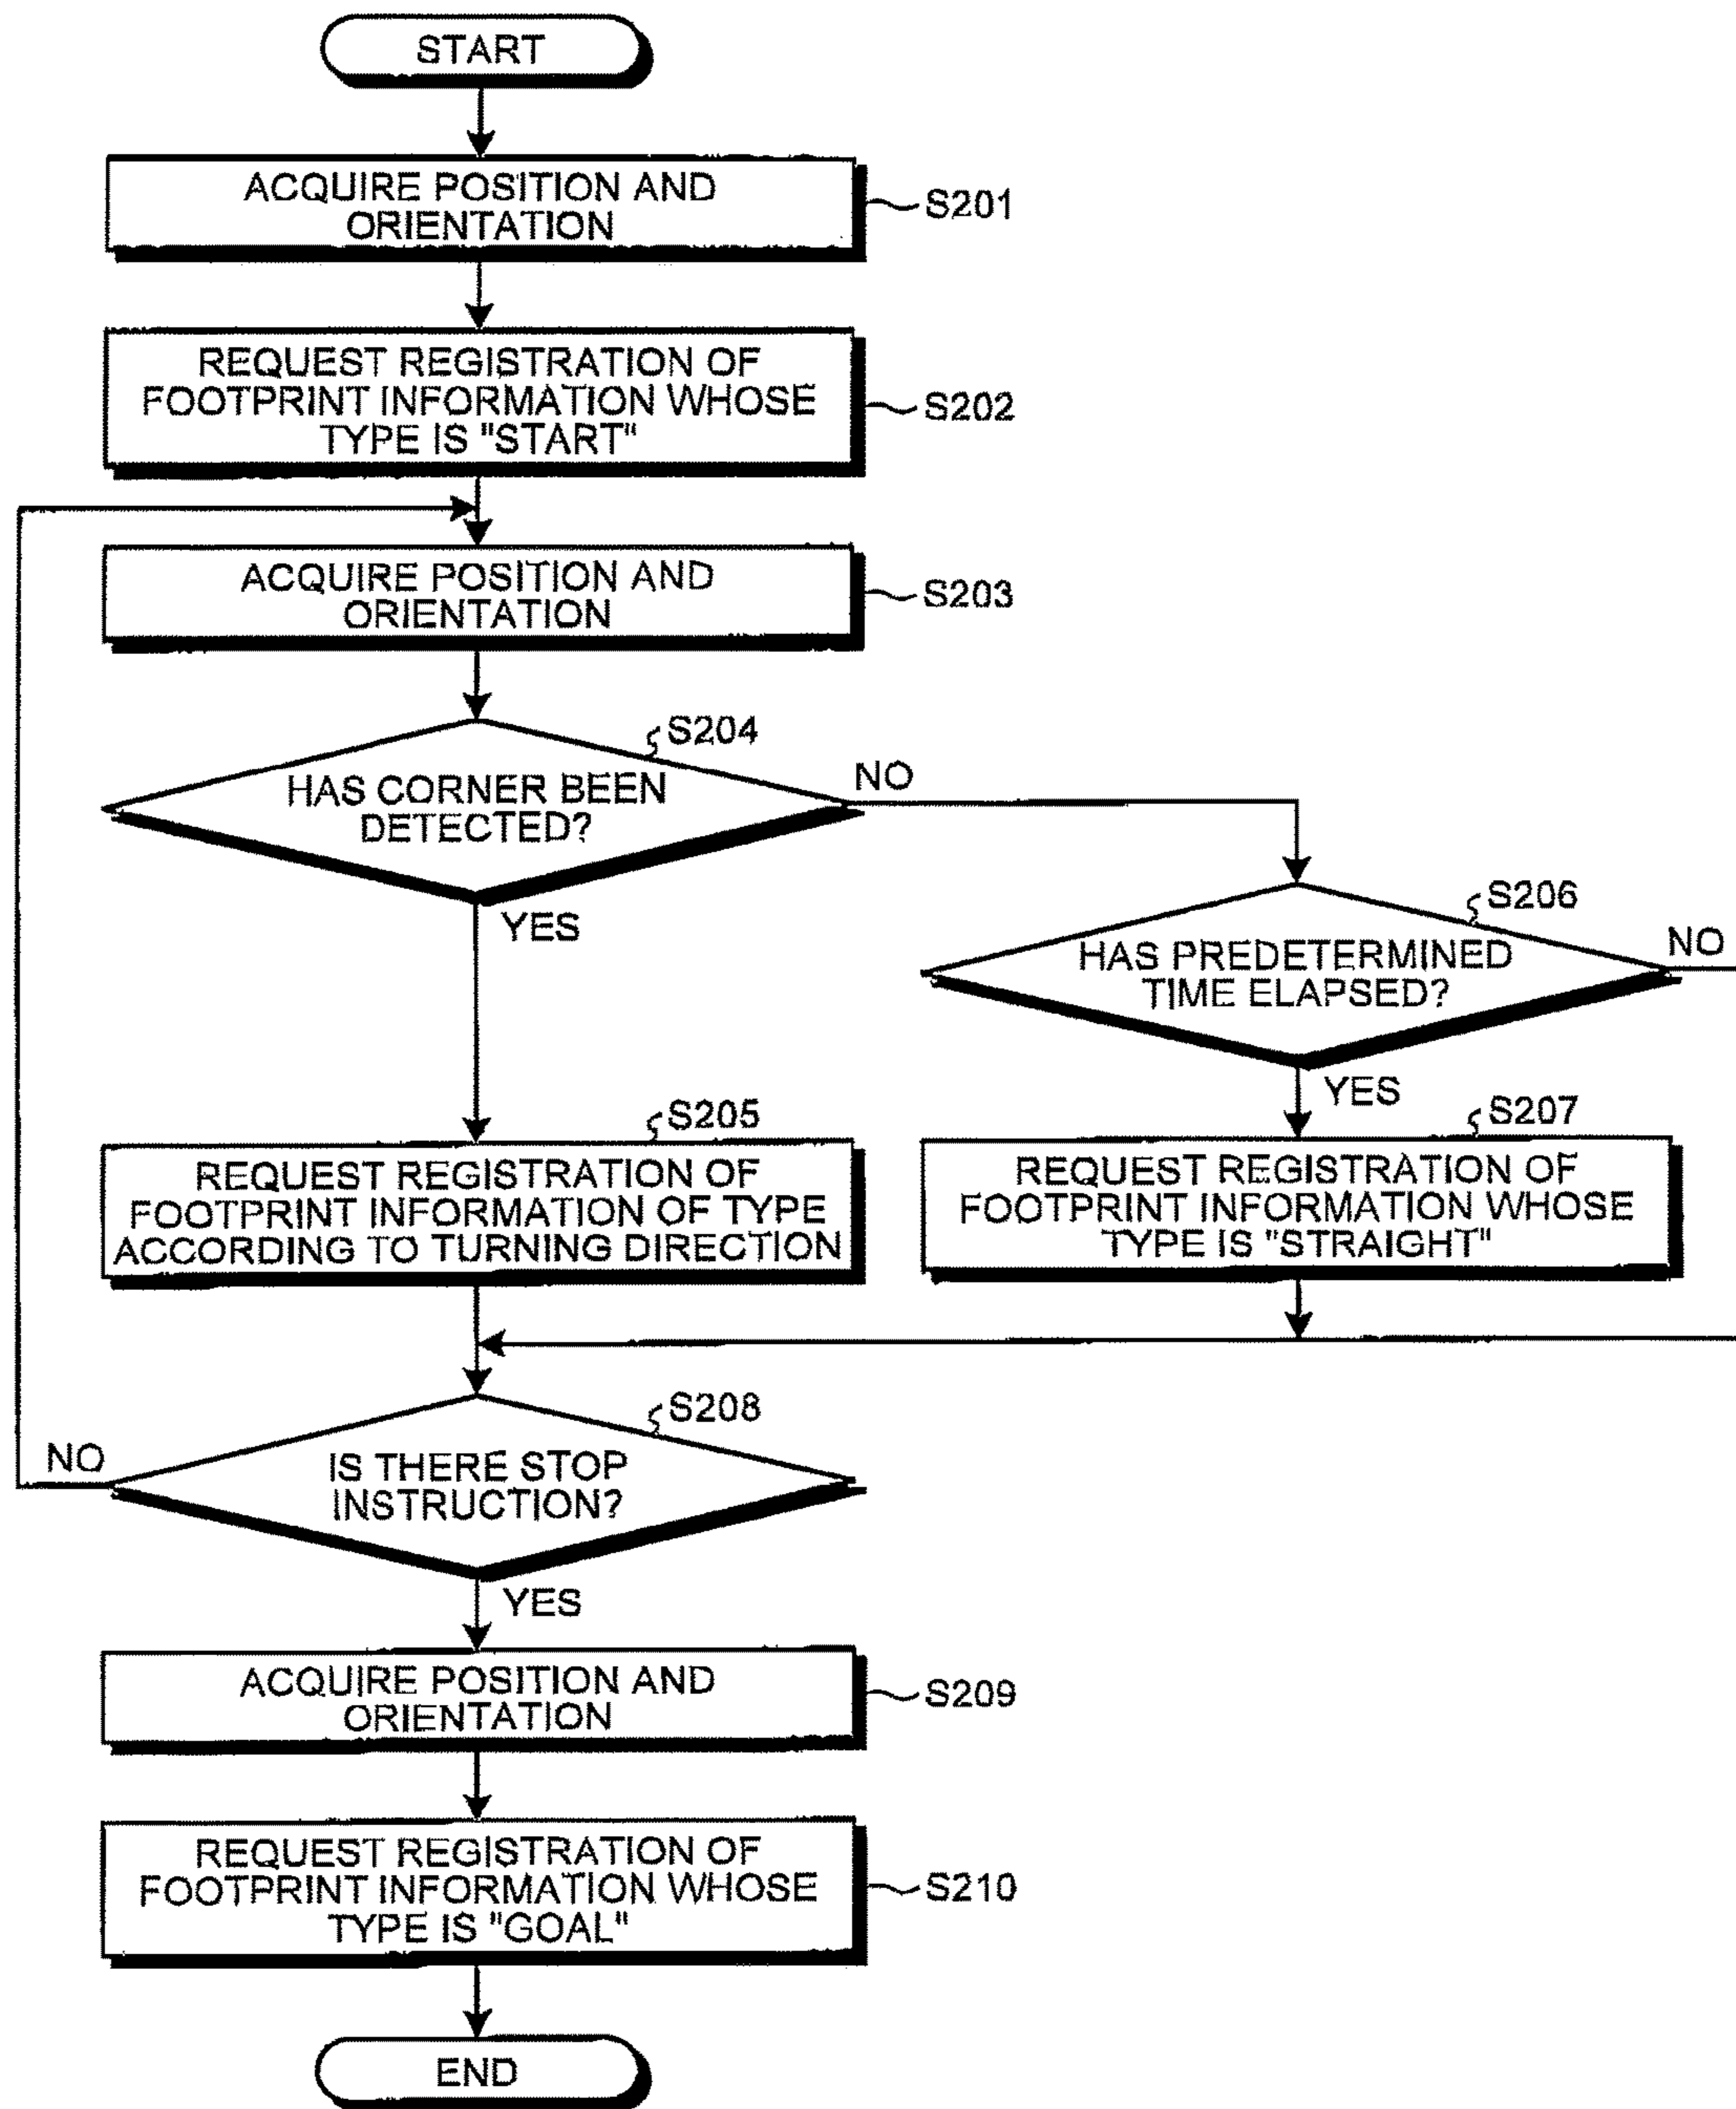 START
ACQUIRE POSITION AND
ORIENTATION
S201
REQUEST REGISTRATION OF
FOOTPRINT INFORMATION WHOSE
TYPE IS "START"
S202
ACQUIRE POSITION AND
ORIENTATION
S203
S204
HAS CORNER BEEN
DETECTED?
NO
YES
S206
HAS PREDETERMINED
TIME ELAPSED?
NO
YES
S205
REQUEST REGISTRATION OF
FOOTPRINT INFORMATION OF TYPE
ACCORDING TO TURNING DIRECTION
S207
REQUEST REGISTRATION OF
FOOTPRINT INFORMATION WHOSE
TYPE IS "STRAIGHT"
S208
IS THERE STOP
INSTRUCTION?
NO
YES
ACQUIRE POSITION AND
ORIENTATION
S209
REQUEST REGISTRATION OF
FOOTPRINT INFORMATION WHOSE
TYPE IS "GOAL"
S210
END